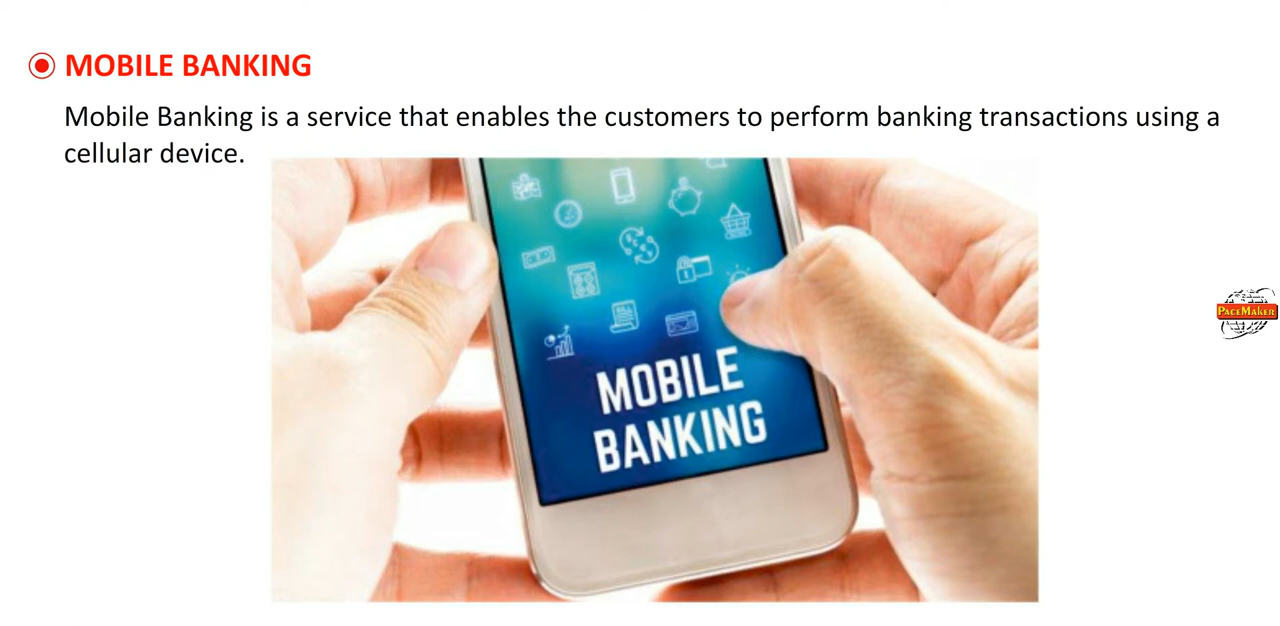 MOBILE BANKING
Mobile Banking is a service that enables the customers to perform banking transactions using a
cellular device.
MOBILE
BANKING
PACEMAKER